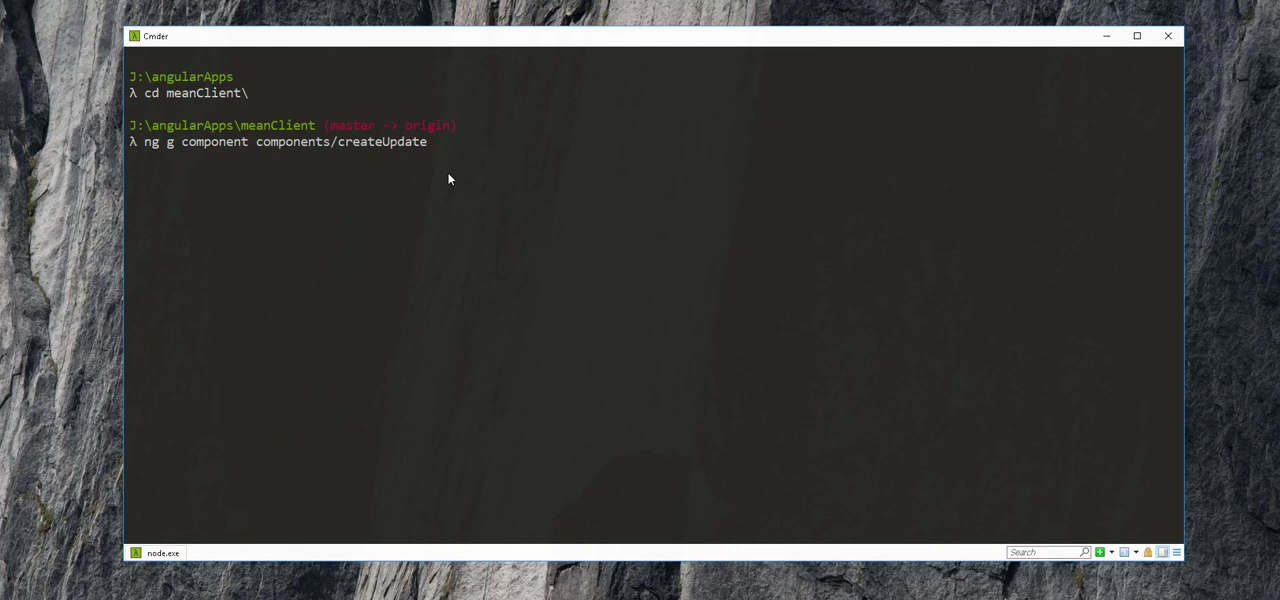 Cmder
J:\angularApps
λ cd meanClient\
J:\angularApps\meanClient (master -> origin)
λ ng g component components/createUpdate
node.exe
Search